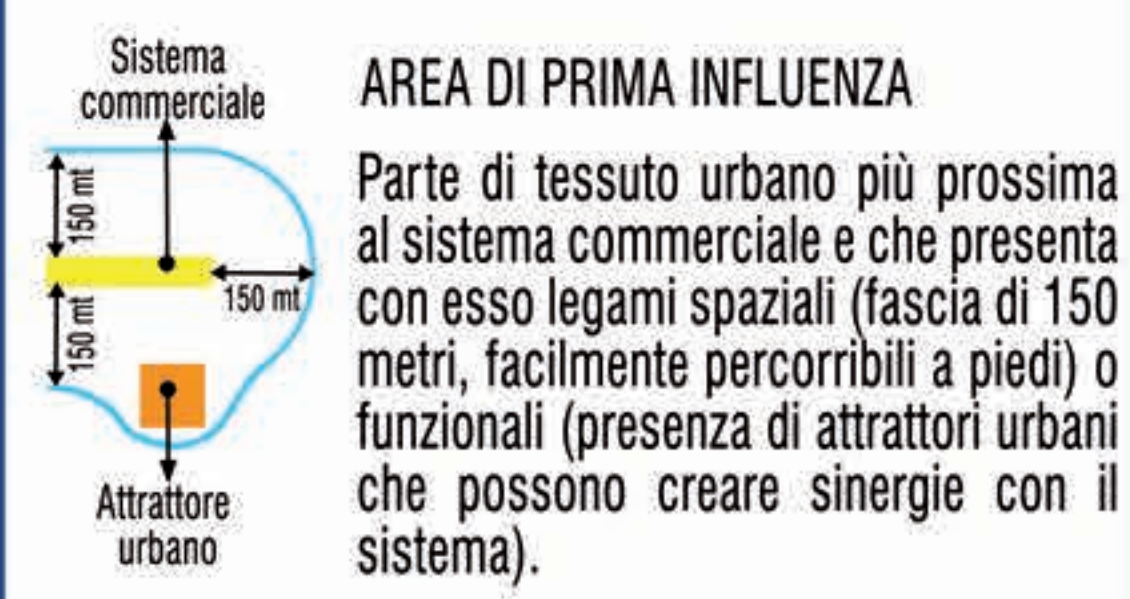 Sistema
commerciale
150 mt
150 mt
150 mt
Attrattore
urbano
AREA DI PRIMA INFLUENZA
Parte di tessuto urbano più prossima
al sistema commerciale e che presenta
con esso legami spaziali (fascia di 150
metri, facilmente percorribili a piedi) o
funzionali (presenza di attrattori urbani
che possono creare sinergie con il
sistema).